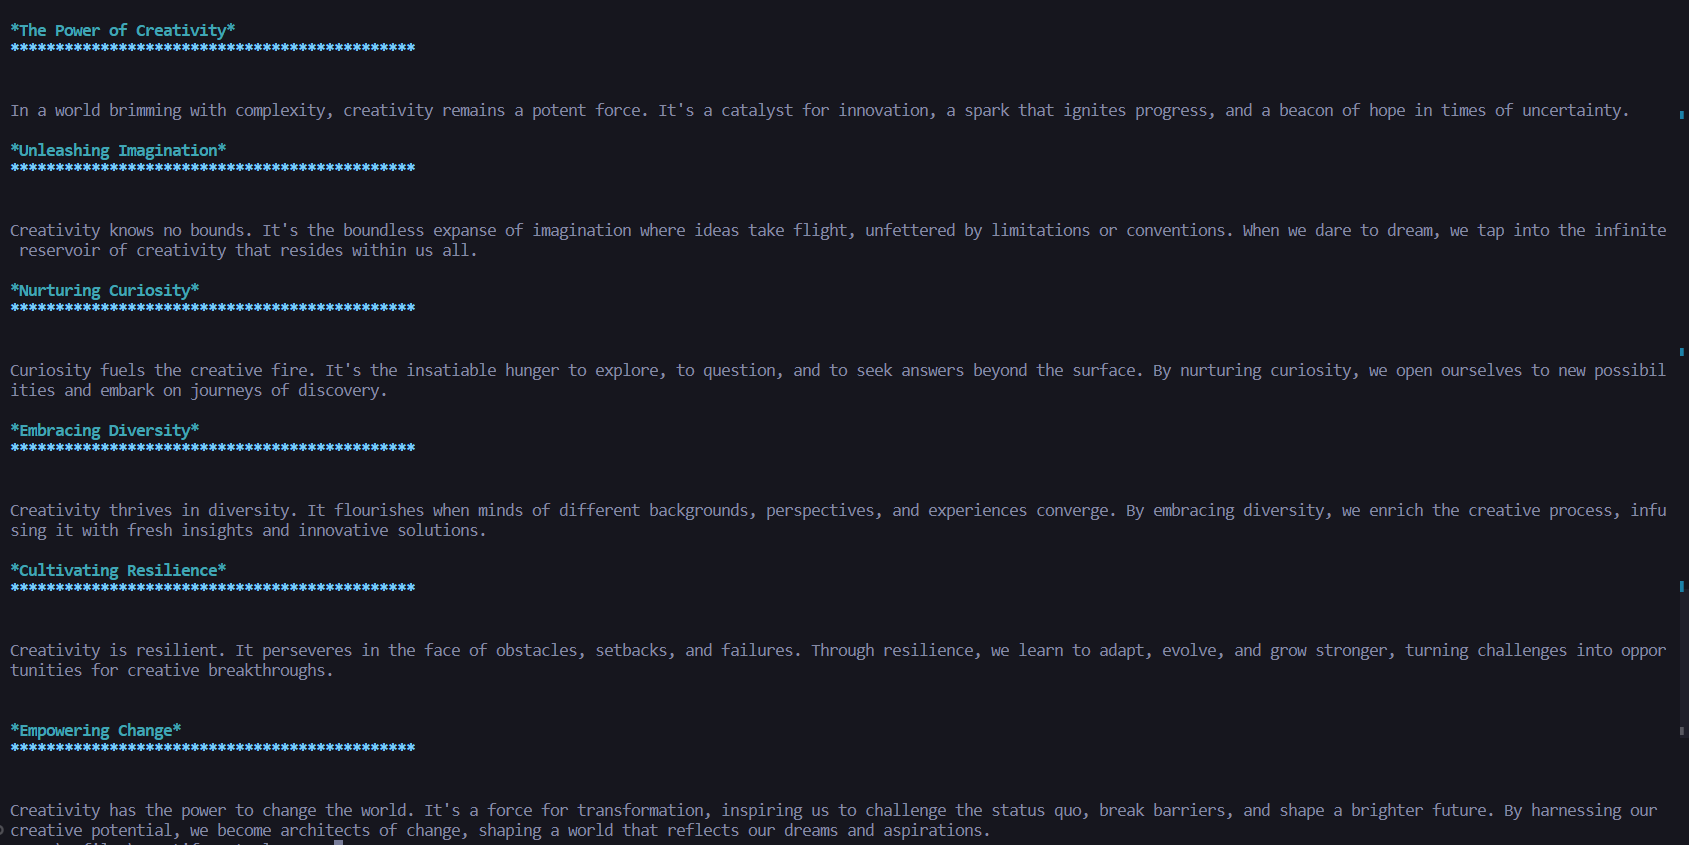 *The Power of Creativity*
*********************************************
In a world brimming with complexity, creativity remains a potent force. It's a catalyst for innovation, a spark that ignites progress, and a beacon of hope in times of uncertainty.
*Unleashing Imagination*
*********************************************
Creativity knows no bounds. It's the boundless expanse of imagination where ideas take flight, unfettered by limitations or conventions. When we dare to dream, we tap into the infinite
reservoir of creativity that resides within us all.
*Nurturing Curiosity*
*********************************************
Curiosity fuels the creative fire. It's the insatiable hunger to explore, to question, and to seek answers beyond the surface. By nurturing curiosity, we open ourselves to new possibil
ities and embark on journeys of discovery.
*Embracing Diversity*
*********************************************
Creativity thrives in diversity. It flourishes when minds of different backgrounds, perspectives, and experiences converge. By embracing diversity, we enrich the creative process, infu
sing it with fresh insights and innovative solutions.
*Cultivating Resilience*
*********************************************
Creativity is resilient. It perseveres in the face of obstacles, setbacks, and failures. Through resilience, we learn to adapt, evolve, and grow stronger, turning challenges into oppor
tunities for creative breakthroughs.
*Empowering Change*
*********************************************
Creativity has the power to change the world. It's a force for transformation, inspiring us to challenge the status quo, break barriers, and shape a brighter future. By harnessing our
creative potential, we become architects of change, shaping a world that reflects our dreams and aspirations.